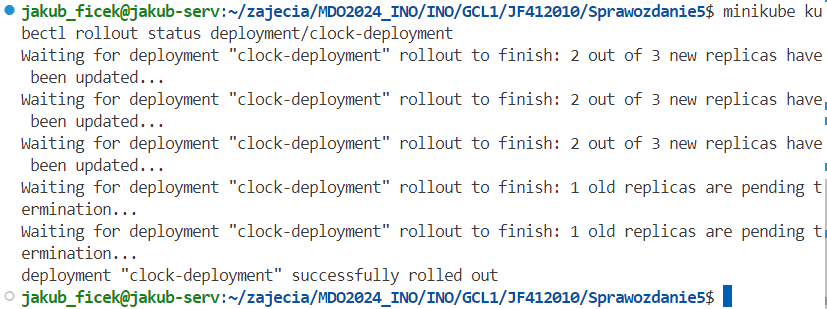 jakub_ficek@jakub-serv:~/zajecia/MDO2024_INO/INO/GCL1/JF412010/Sprawozdanie5$ minikube ku
bectl rollout status deployment/clock-deployment
Waiting for deployment "clock-deployment" rollout to finish: 2 out of 3 new replicas have
 been updated...
Waiting for deployment "clock-deployment" rollout to finish: 2 out of 3 new replicas have
 been updated...
Waiting for deployment "clock-deployment" rollout to finish: 2 out of 3 new replicas have
 been updated...
Waiting for deployment "clock-deployment" rollout to finish: 1 old replicas are pending t
ermination...
Waiting for deployment "clock-deployment" rollout to finish: 1 old replicas are pending t
ermination...
deployment "clock-deployment" successfully rolled out
jakub_ficek@jakub-serv:~/zajecia/MDO2024_INO/INO/GCL1/JF412010/Sprawozdanie5$